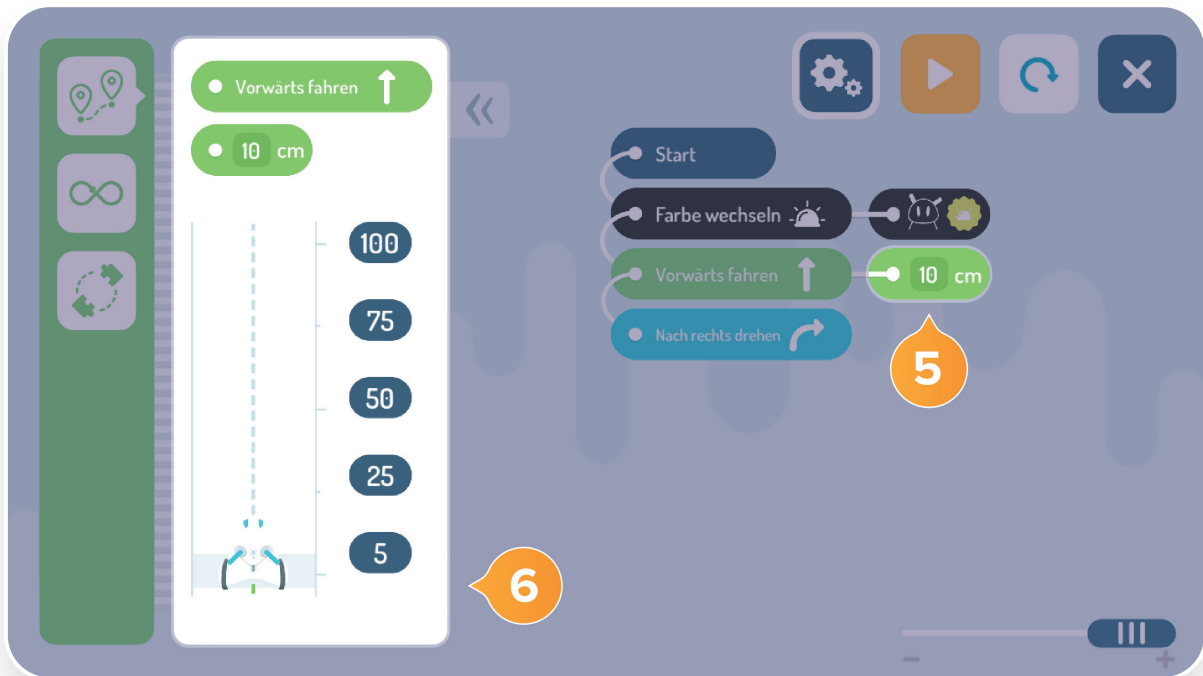 Vorwärts fahren
10 cm
100
75
50
25
5
6
Start
Farbe wechseln
Vorwärts fahren
10 cm
Nach rechts drehen
5
-
+